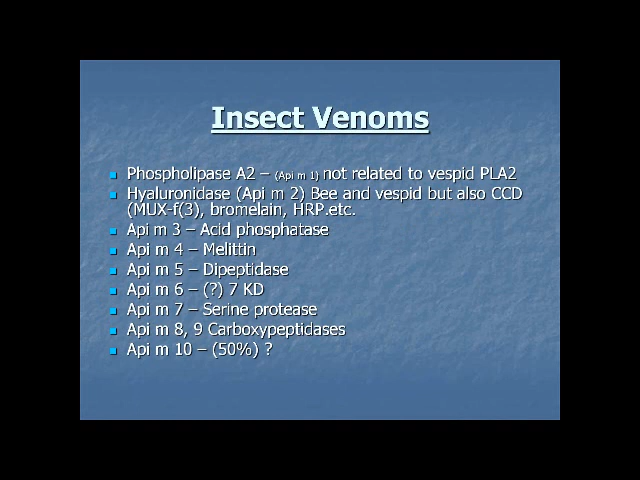 Insect Venoms
Phospholipase A2 – (Api m 1) not related to vespid PLA2
Hyaluronidase (Api m 2) Bee and vespid but also CCD
(MUX-f(3), bromelain, HRP.etc.
Api m 3 – Acid phosphatase
Api m 4 – Melittin
Api m 5 – Dipeptidase
Api m 6 – (?) 7 KD
Api m 7 – Serine protease
Api m 8, 9 Carboxypeptidases
Api m 10 – (50%) ?